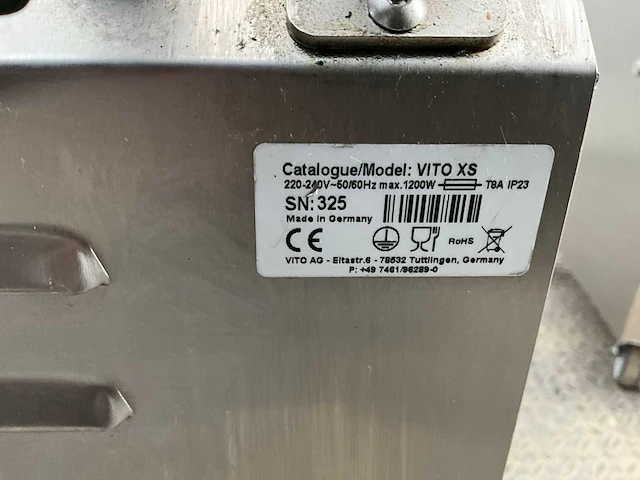 Catalogue/Model: VITO XS
220-240V~50/60Hz max.1200W T8A IP23
SN: 325
Made in Germany
CE RoHS
VITO AG - Eltastr.6 - 78532 Tuttlingen, Germany
P: +49 7461/96289-0